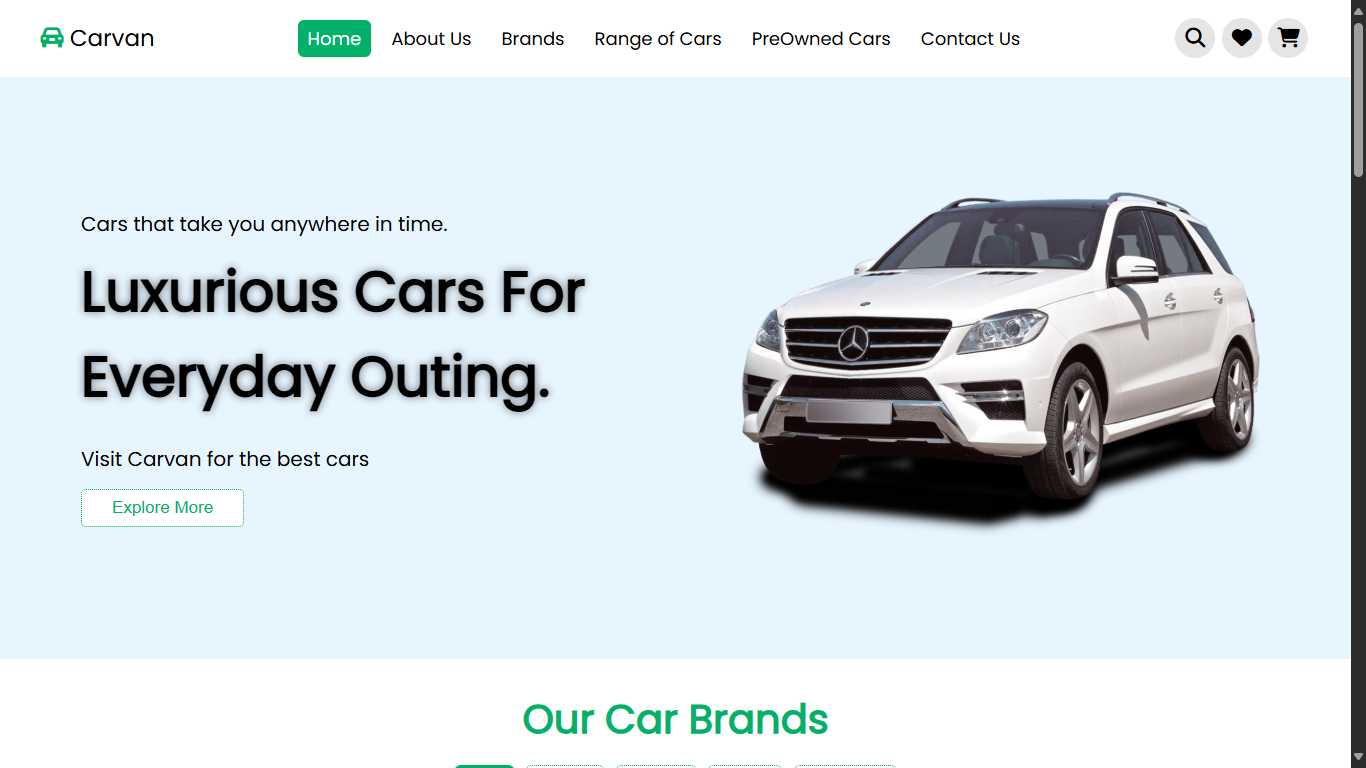 Carvan
Home
About Us
Brands
Range of Cars
PreOwned Cars
Contact Us
Cars that take you anywhere in time.
Luxurious Cars For
Everyday Outing.
Visit Carvan for the best cars
Explore More
Our Car Brands